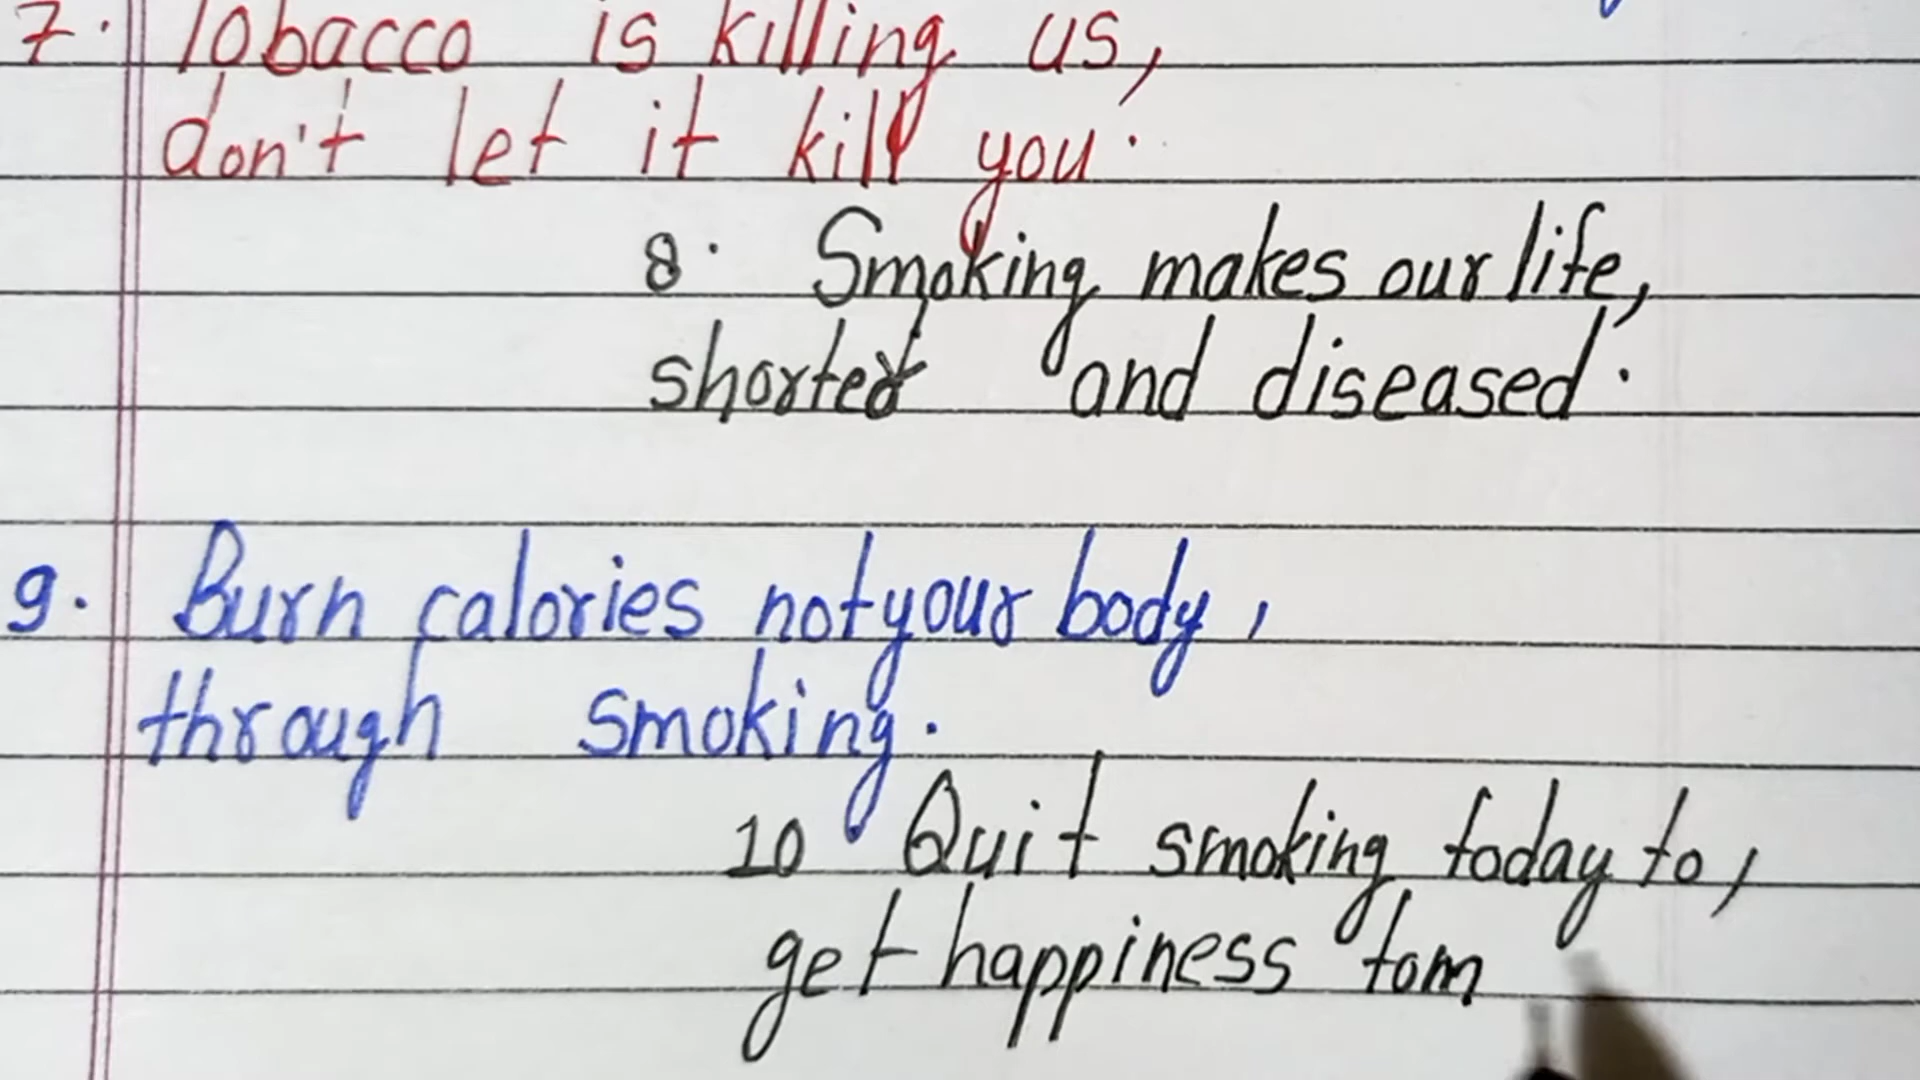 7. Tobacco is killing us,
don't let it kill you.
8. Smoking makes our life,
shorter and diseased.
9. Burn calories not your body,
through smoking.
10 Quit smoking today to,
get happiness tom